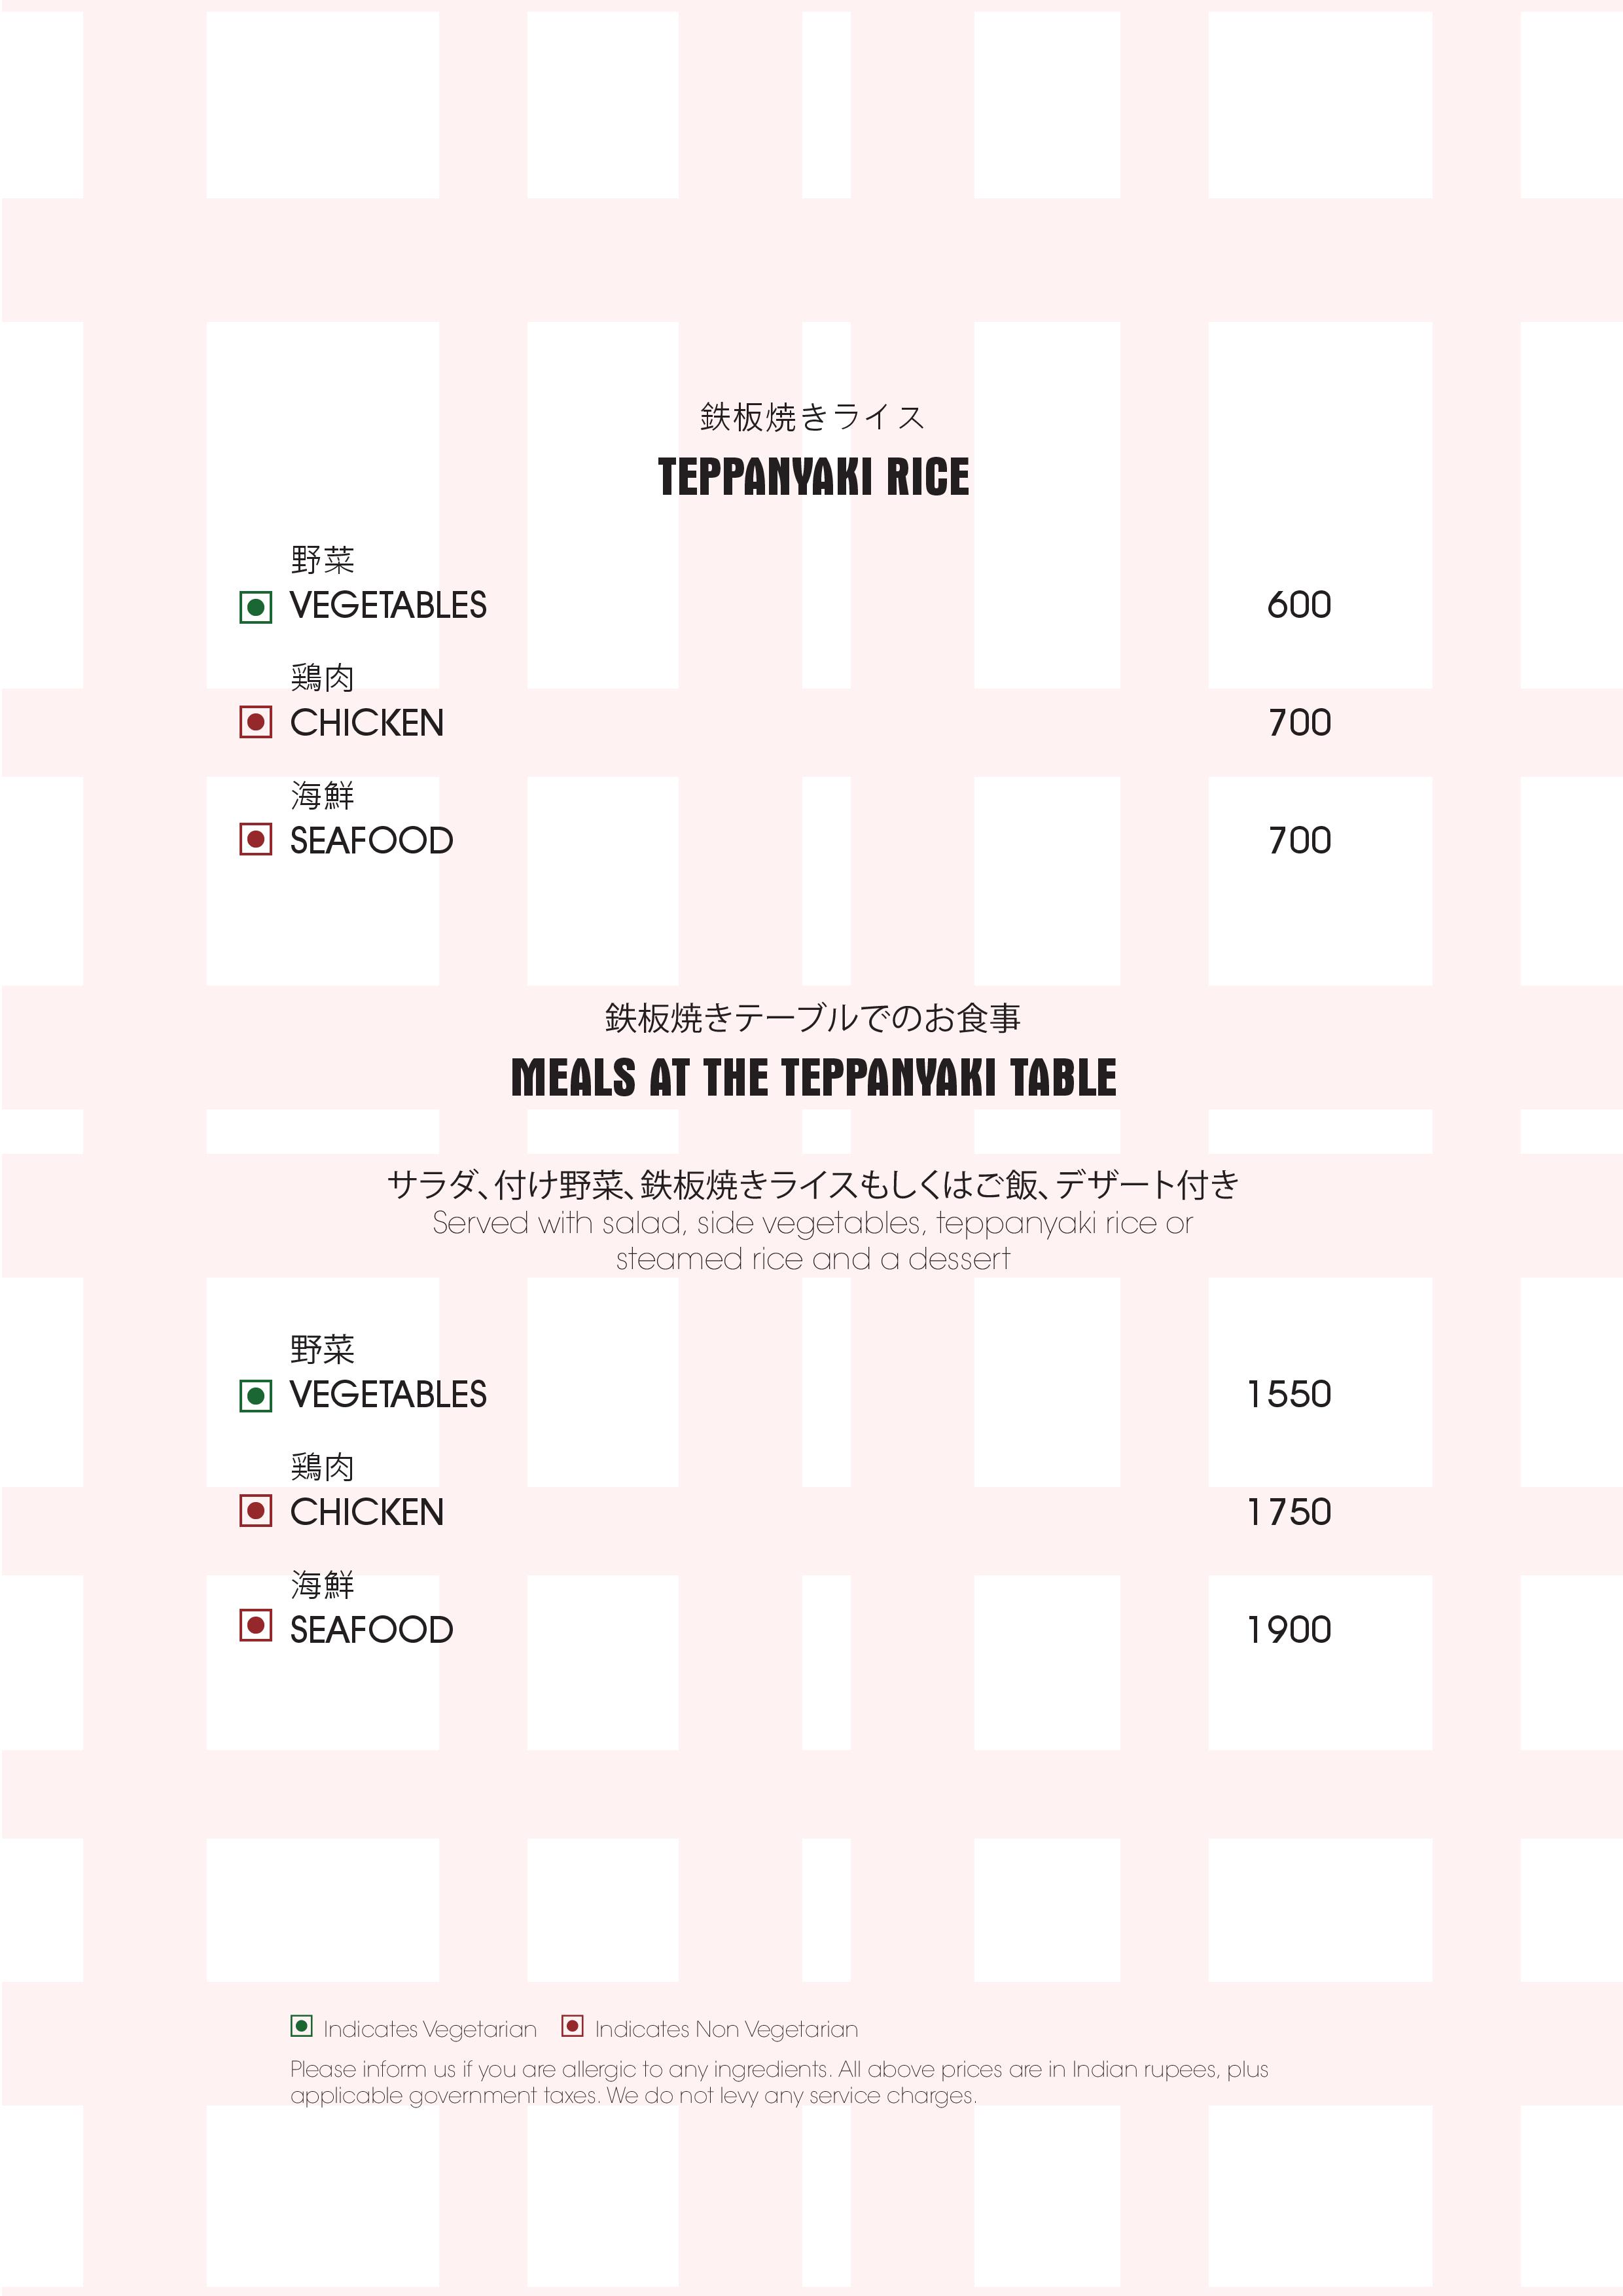 鉄板焼きライス
TEPPANYAKI RICE
野菜
VEGETABLES 600
鶏肉
CHICKEN 700
海鮮
SEAFOOD 700
鉄板焼きテーブルでのお食事
MEALS AT THE TEPPANYAKI TABLE
サラダ、付け野菜、鉄板焼きライスもしくはご飯、デザート付き
Served with salad, side vegetables, teppanyaki rice or
steamed rice and a dessert
野菜
VEGETABLES 1550
鶏肉
CHICKEN 1750
海鮮
SEAFOOD 1900
Indicates Vegetarian Indicates Non Vegetarian
Please inform us if you are allergic to any ingredients. All above prices are in Indian rupees, plus
applicable government taxes. We do not levy any service charges.